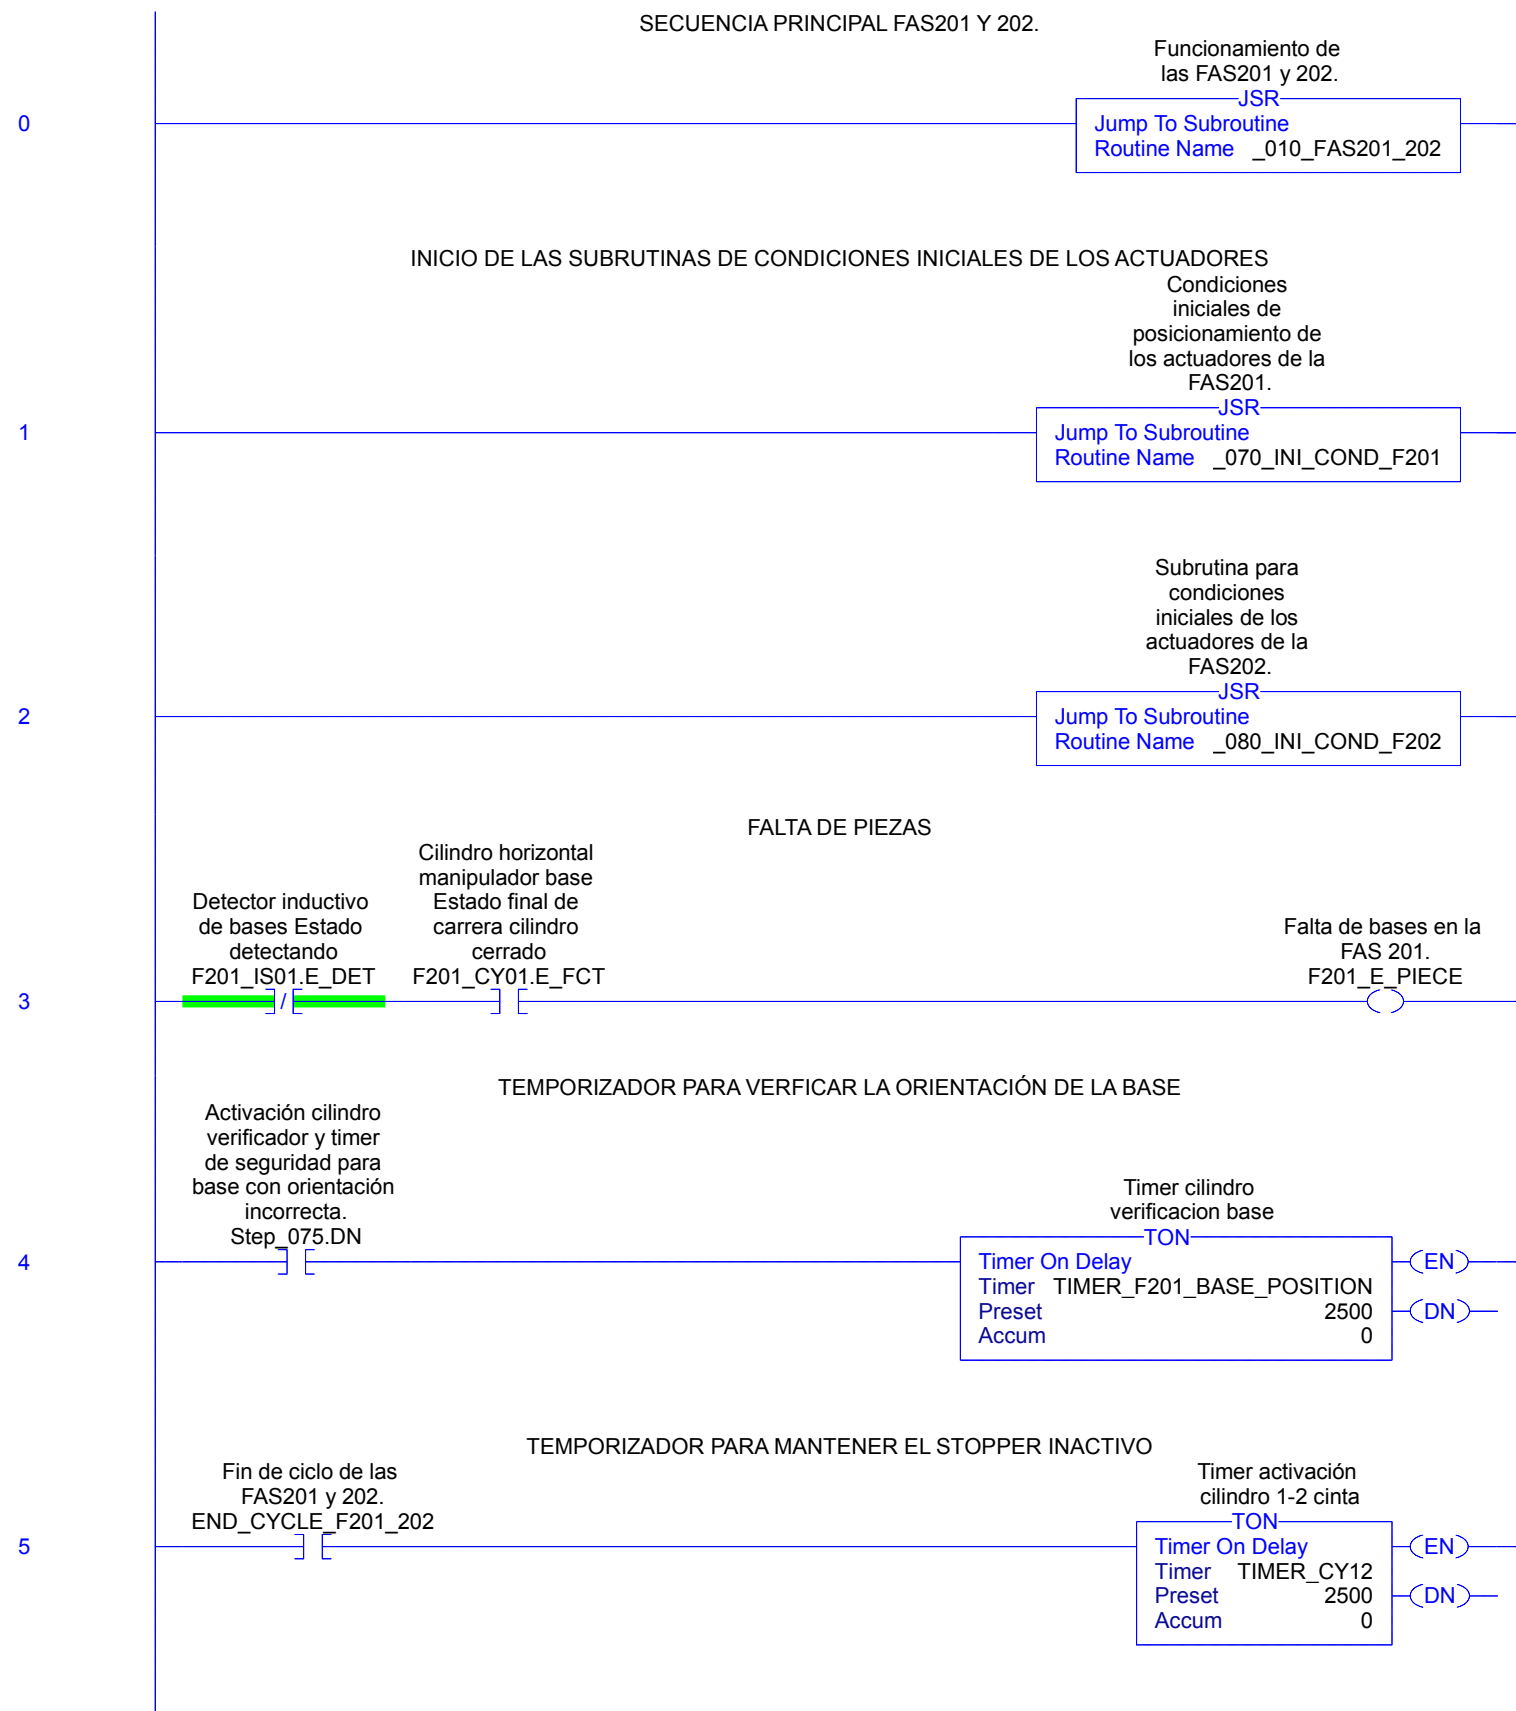 SECUENCIA PRINCIPAL FAS201 Y 202.
Funcionamiento de
las FAS201 y 202.
JSR
0
Jump To Subroutine
Routine Name _010_FAS201_202
INICIO DE LAS SUBRUTINAS DE CONDICIONES INICIALES DE LOS ACTUADORES
Condiciones
iniciales de
posicionamiento de
los actuadores de la
FAS201.
JSR
1
Jump To Subroutine
Routine Name _070_INI_COND_F201
Subrutina para
condiciones
iniciales de los
actuadores de la
FAS202.
JSR
2
Jump To Subroutine
Routine Name _080_INI_COND_F202
FALTA DE PIEZAS
Detector inductivo
de bases Estado
detectando
F201_IS01.E_DET
/
Cilindro horizontal
manipulador base
Estado final de
carrera cilindro
cerrado
F201_CY01.E_FCT
Falta de bases en la
FAS 201.
F201_E_PIECE
3
TEMPORIZADOR PARA VERFICAR LA ORIENTACIÓN DE LA BASE
Activación cilindro
verificador y timer
de seguridad para
base con orientación
incorrecta.
Step_075.DN
Timer cilindro
verificacion base
TON
4
Timer On Delay
Timer TIMER_F201_BASE_POSITION
Preset 2500
Accum 0
EN
DN
TEMPORIZADOR PARA MANTENER EL STOPPER INACTIVO
Fin de ciclo de las
FAS201 y 202.
END_CYCLE_F201_202
Timer activación
cilindro 1-2 cinta
TON
5
Timer On Delay
Timer TIMER_CY12
Preset 2500
Accum 0
EN
DN